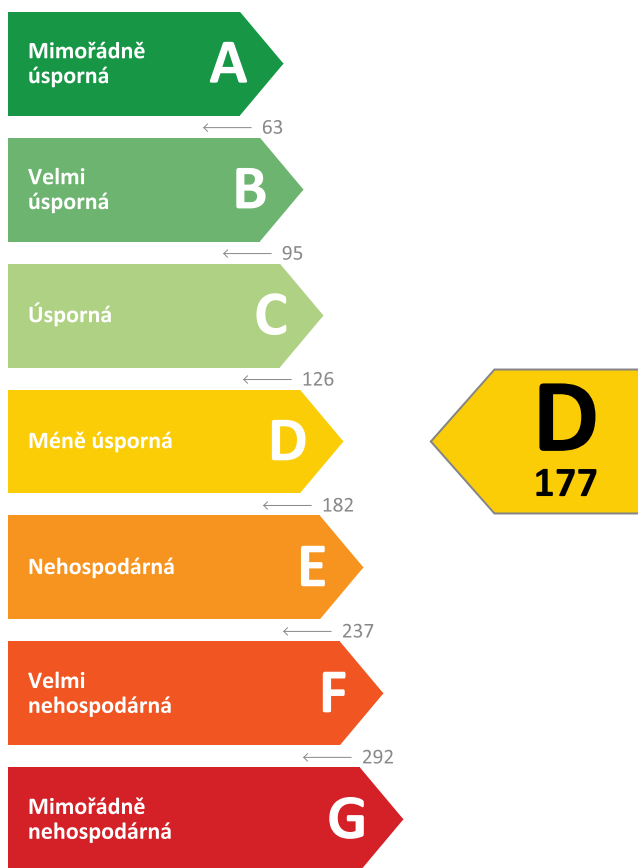 Mimořádně
úsporná
A
63
Velmi
úsporná
B
95
Úsporná
C
126
Méně úsporná
D
D
177
182
Nehospodárná
E
237
Velmi
nehospodárná
F
292
Mimořádně
nehospodárná
G